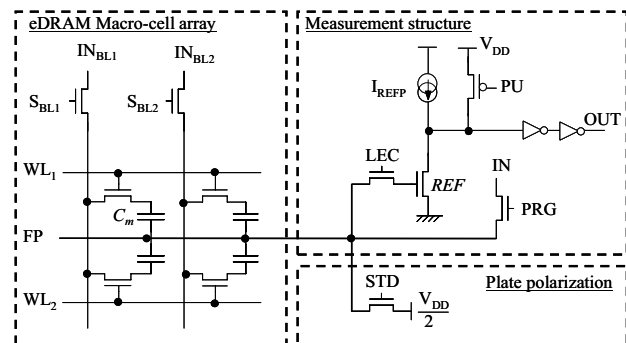 eDRAM Macro-cell array
Measurement structure
IN_BL1
IN_BL2
V_DD
I_REFP
PU
S_BL1
S_BL2
OUT
LEC
IN
WL_1
REF
C_m
PRG
FP
STD
Plate polarization
WL_2
V_DD
2